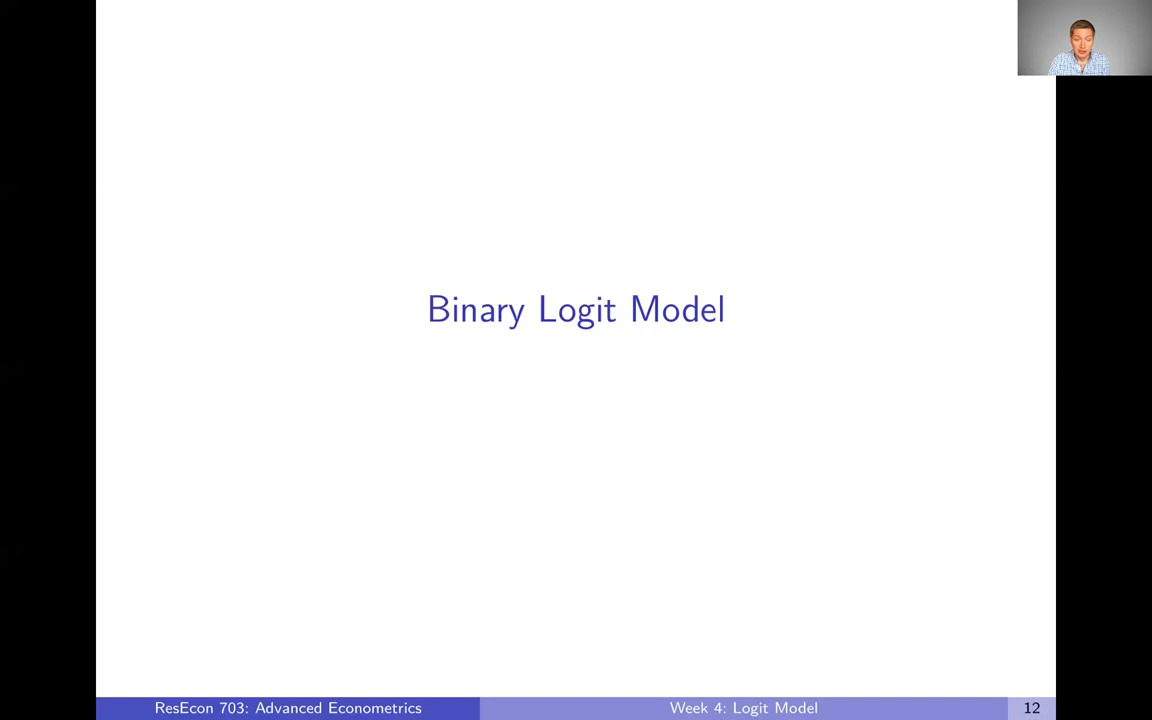 Binary Logit Model
ResEcon 703: Advanced Econometrics
Week 4: Logit Model
12